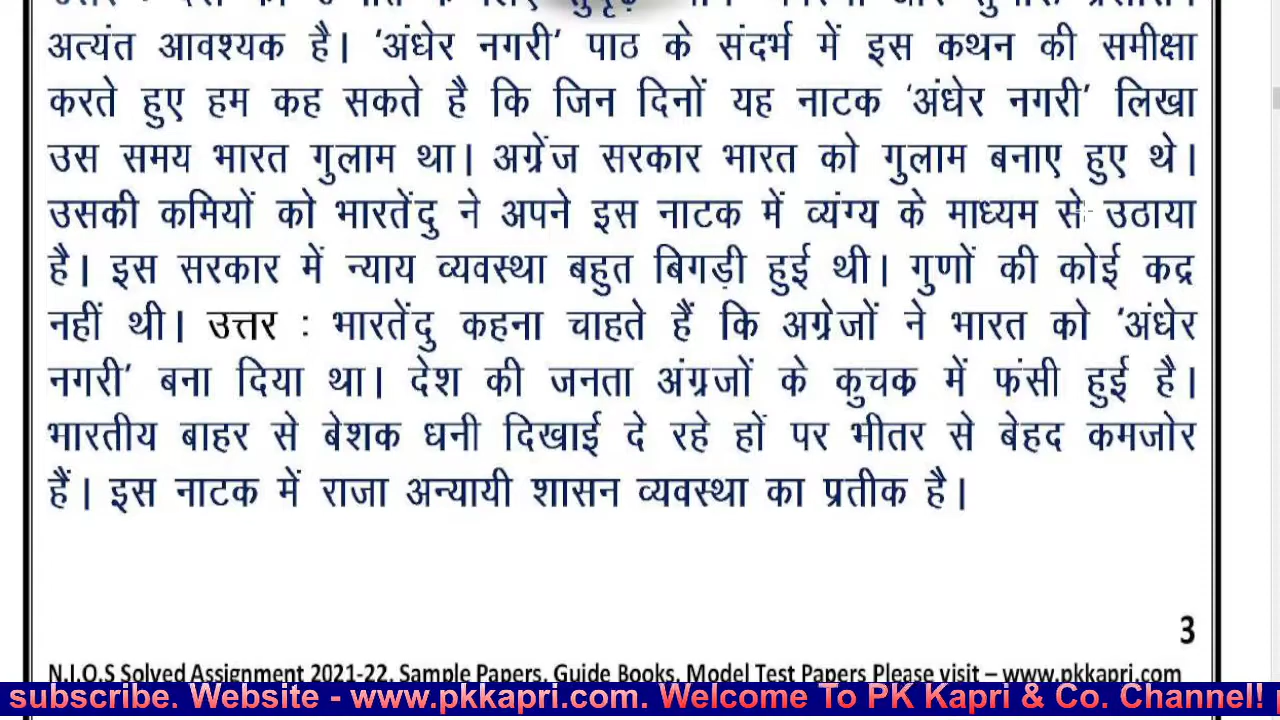 अत्यंत आवश्यक है। 'अंधेर नगरी' पाठ के संदर्भ में इस कथन की समीक्षा
करते हुए हम कह सकते है कि जिन दिनों यह नाटक 'अंधेर नगरी' लिखा
उस समय भारत गुलाम था। अग्रेंज सरकार भारत को गुलाम बनाए हुए थे।
उसकी कमियों को भारतेंदु ने अपने इस नाटक में व्यंग्य के माध्यम से उठाया
है। इस सरकार में न्याय व्यवस्था बहुत बिगड़ी हुई थी। गुणों की कोई कद्र
नहीं थी। उत्तर : भारतेंदु कहना चाहते हैं कि अग्रेजों ने भारत को 'अंधेर
नगरी' बना दिया था। देश की जनता अंग्रजों के कुचक्र में फंसी हुई है।
भारतीय बाहर से बेशक धनी दिखाई दे रहे हों पर भीतर से बेहद कमजोर
हैं। इस नाटक में राजा अन्यायी शासन व्यवस्था का प्रतीक है।
3
N.I.O.S Solved Assignment 2021-22, Sample Papers, Guide Books, Model Test Papers Please visit – www.pkkapri.com
subscribe. Website - www.pkkapri.com. Welcome To PK Kapri & Co. Channel!